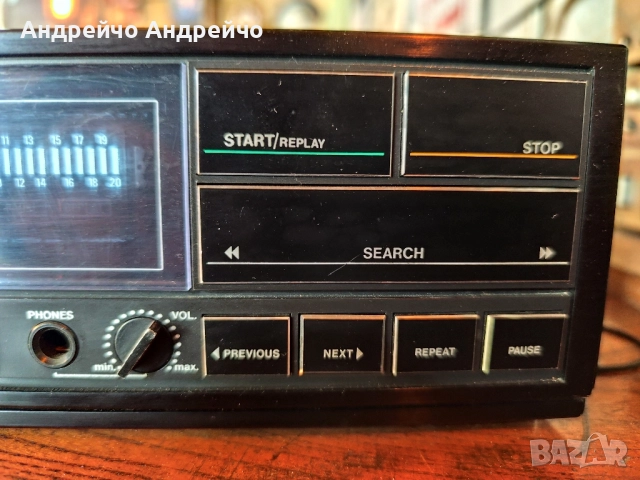 Андрейчо Андрейчо
11 13 15 17 19
12 14 16 18 20
START/REPLAY
STOP
SEARCH
PHONES
VOL.
min.
max.
PREVIOUS
NEXT
REPEAT
PAUSE
BAZAR